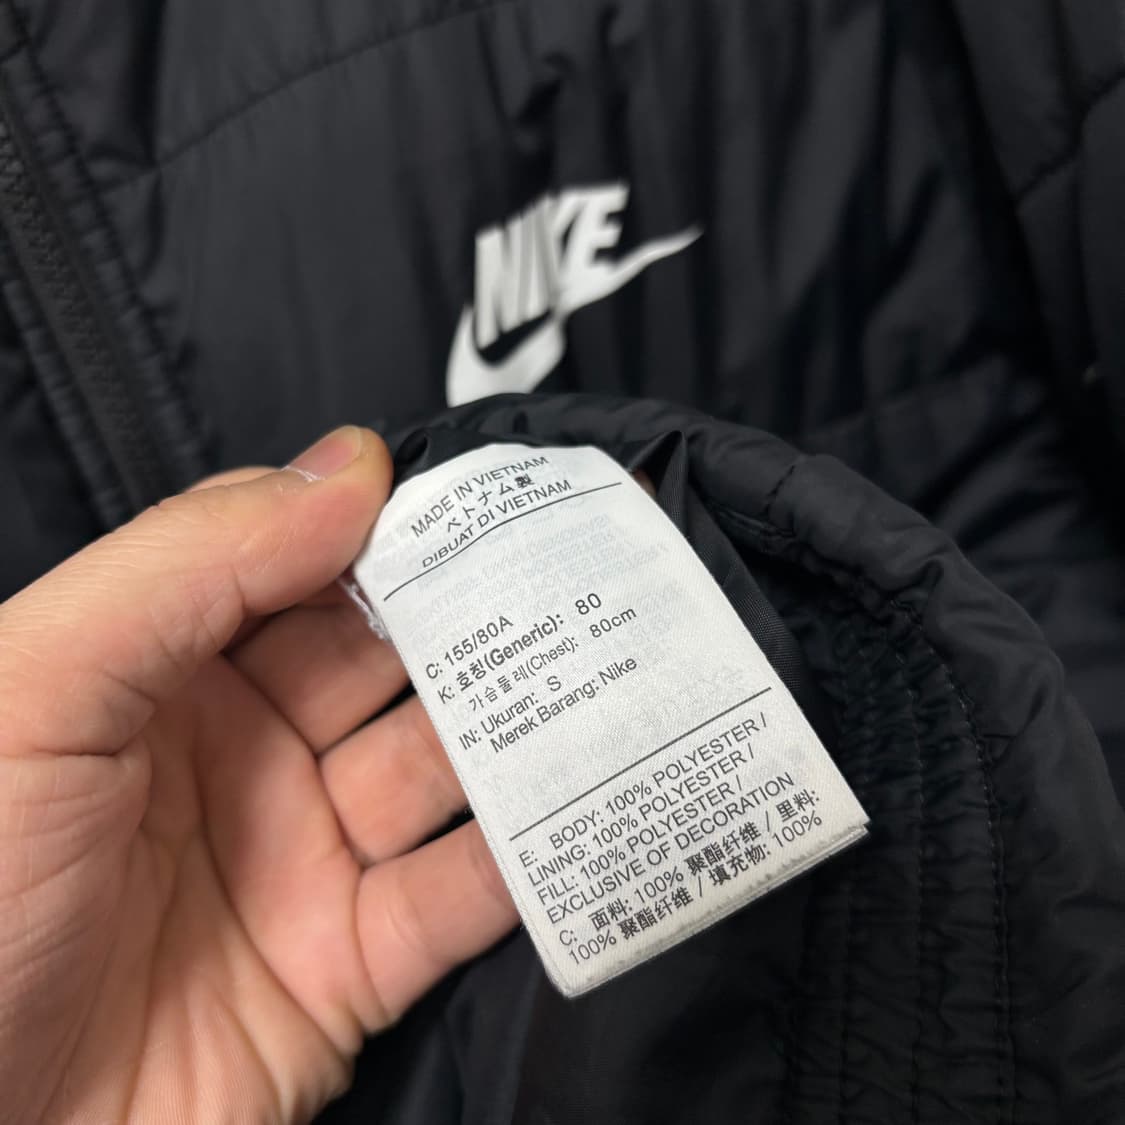 NIKE
MADE IN VIETNAM
ベトナム製
DIBUAT DI VIETNAM
C: 155/80A
K: 호칭(Generic): 80
가슴둘레(Chest): 80cm
IN: Ukuran: S
Merek Barang: Nike
E: BODY: 100% POLYESTER /
LINING: 100% POLYESTER /
FILL: 100% POLYESTER /
EXCLUSIVE OF DECORATION
C: 面料: 100% 聚酯纤维 / 里料:
100% 聚酯纤维 / 填充物: 100%